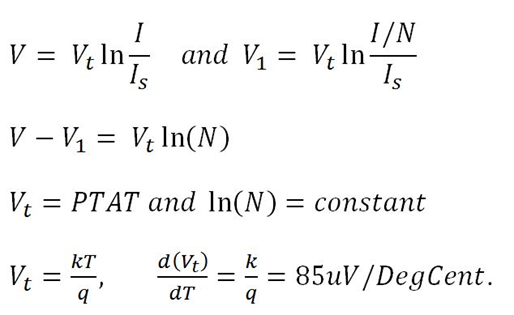 V = V_t ln I/I_s and V_1 = V_t ln (I/N)/I_s
V − V_1 = V_t ln(N)
V_t = PTAT and ln(N) = constant
V_t = kT/q, d(V_t)/dT = k/q = 85uV/DegCent.